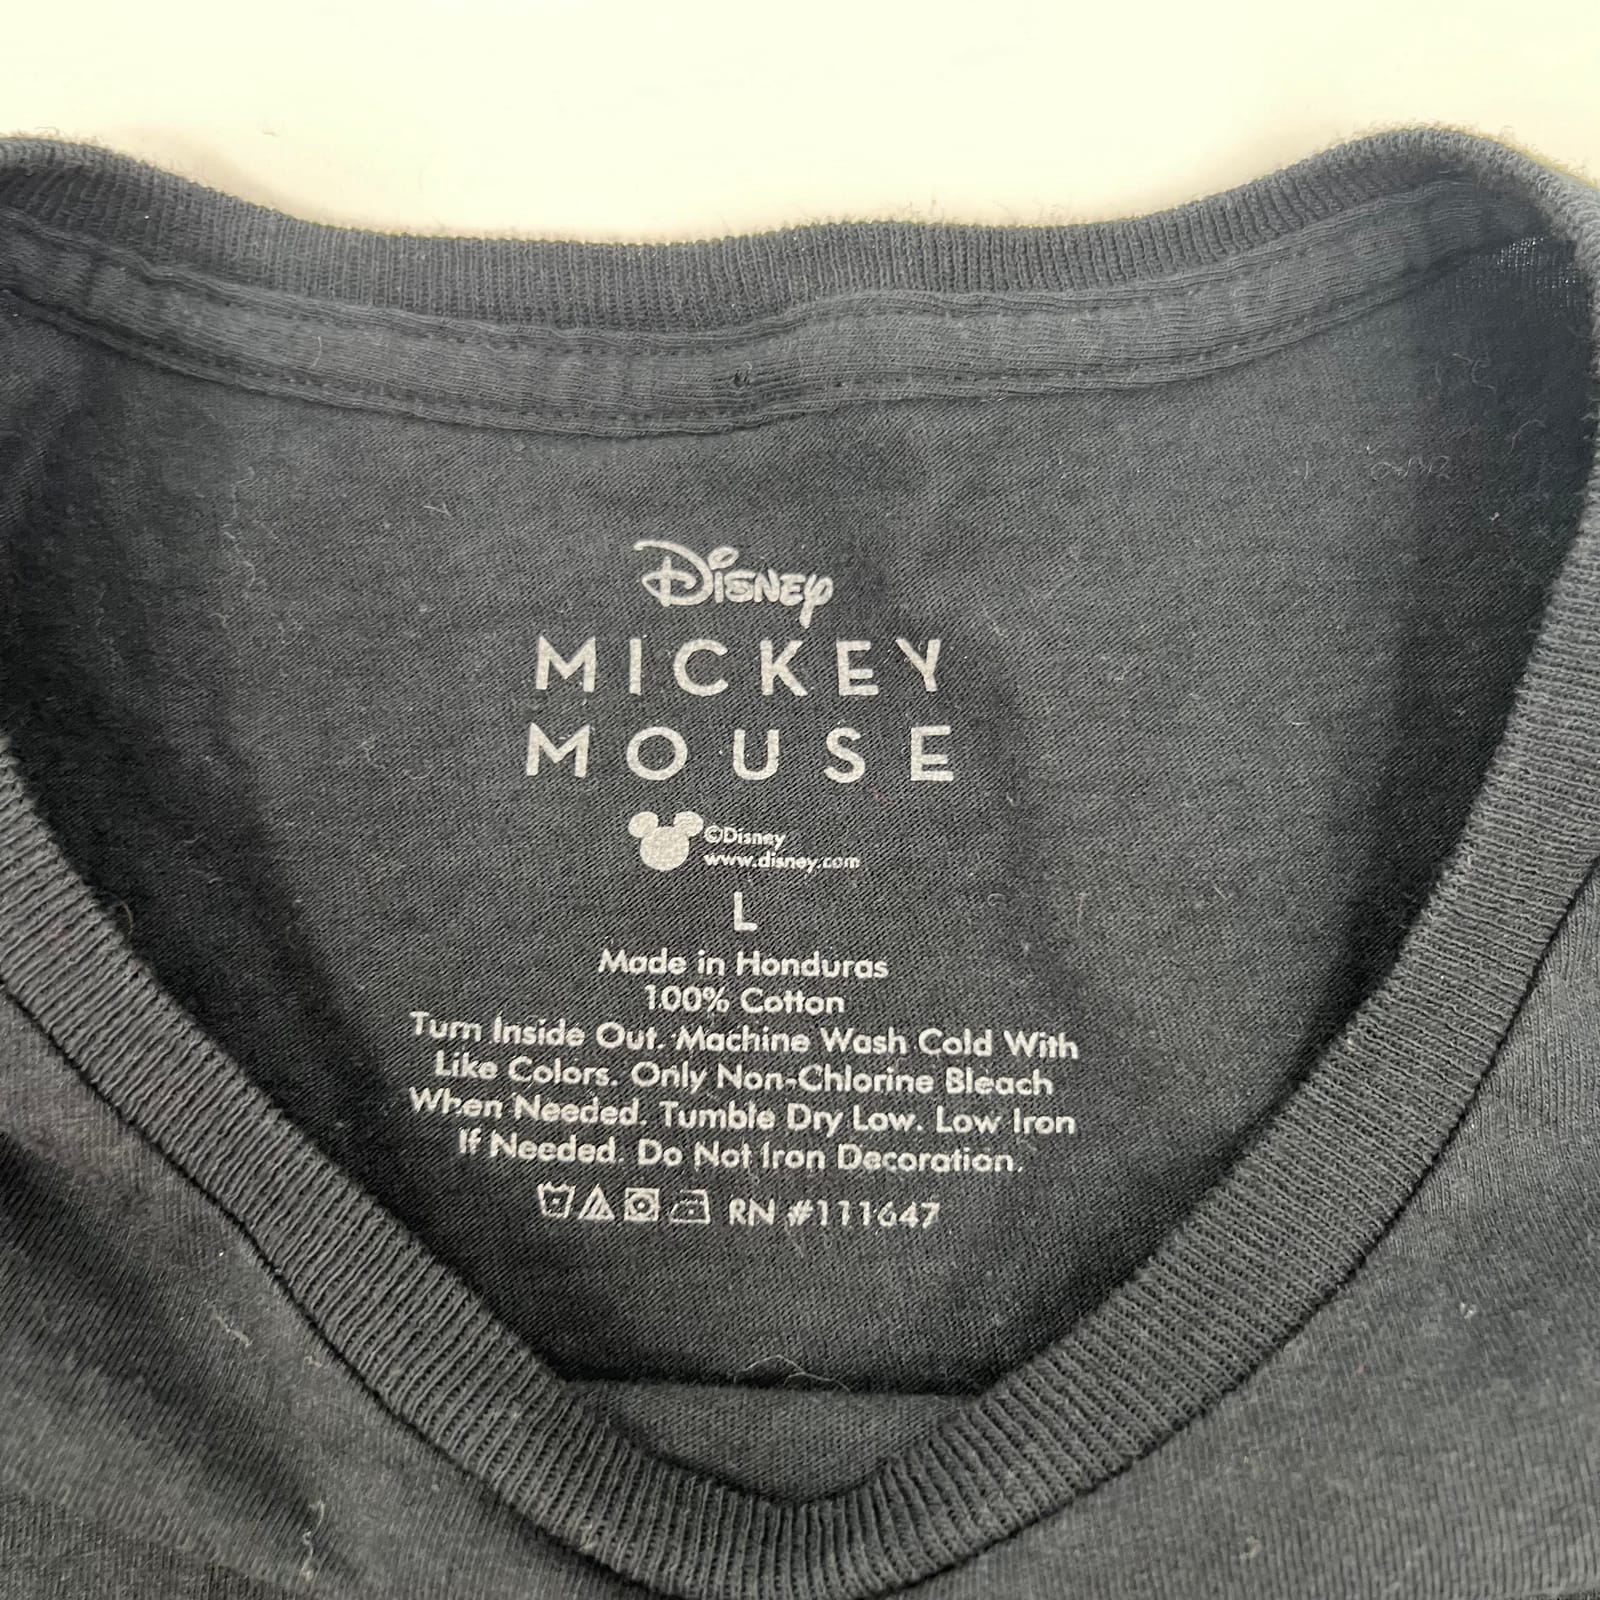 Disney
MICKEY
MOUSE
©Disney
www.disney.com
L
Made in Honduras
100% Cotton
Turn Inside Out. Machine Wash Cold With
Like Colors. Only Non-Chlorine Bleach
When Needed. Tumble Dry Low. Low Iron
If Needed. Do Not Iron Decoration.
RN #111647